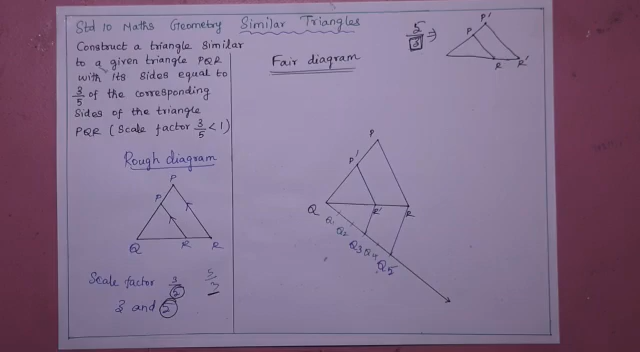 Std 10 Maths Geometry Similar Triangles
Construct a triangle similar
to a given triangle PQR
with its sides equal to
3/5 of the corresponding
sides of the triangle
PQR (Scale factor 3/5 < 1)
Rough diagram
P
P
Q
R
R
Scale factor 3/2
5/3
3 and 2
Fair diagram
5/3 ⇒
P'
P
R
R'
P
P'
Q
R'
R
Q1
Q2
Q3
Q4
Q5